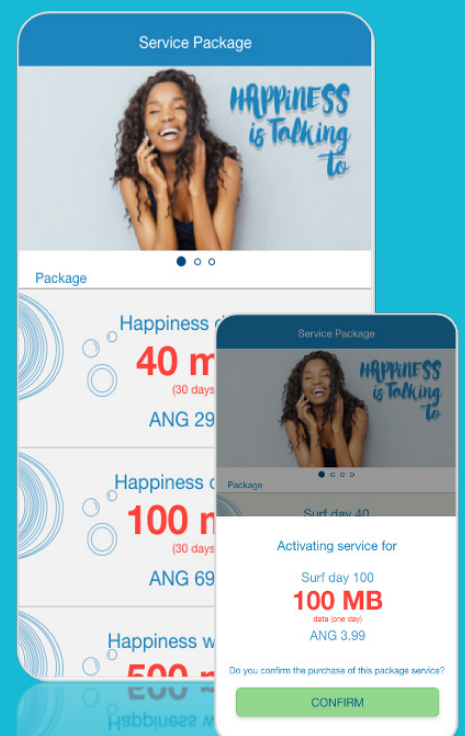 Service Package
HAPPINESS
is Talking
to
Package
Happiness
40
(30 days
ANG 29
Happiness
100
(30 days
ANG 69
Happiness
500
Service Package
HAPPINESS
is Talking
to
Package
Surf day 40
Activating service for
Surf day 100
100 MB
data (one day)
ANG 3.99
Do you confirm the purchase of this package service?
CONFIRM